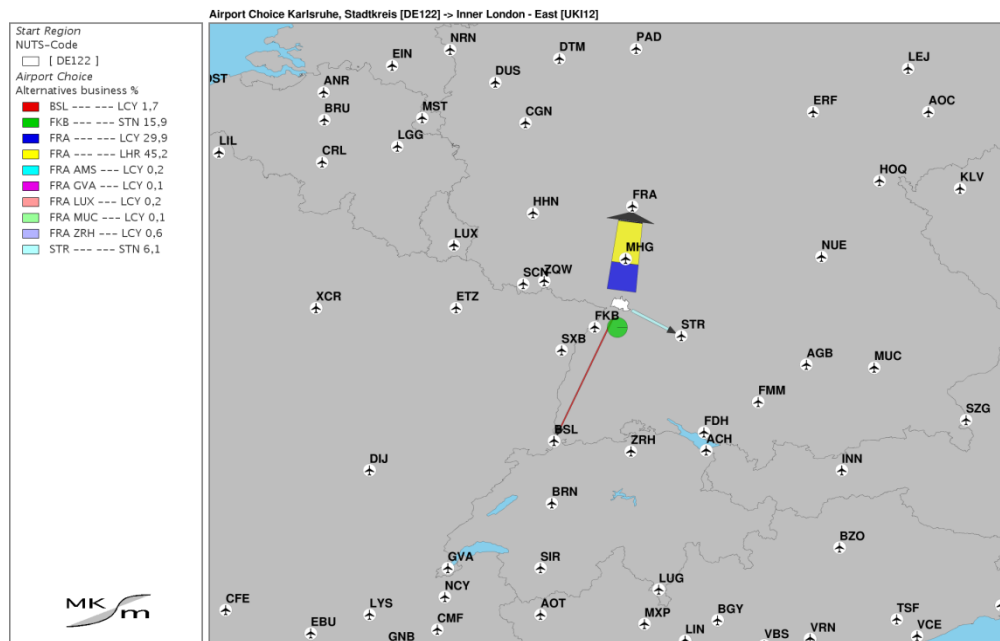 Airport Choice Karlsruhe, Stadtkreis [DE122] -> Inner London - East [UKI12]
Start Region
NUTS-Code
[ DE122]
Airport Choice
Alternatives business %
BSL --- --- LCY 1,7
FKB --- --- STN 15,9
FRA --- --- LCY 29,9
FRA --- --- LHR 45,2
FRA AMS --- LCY 0,2
FRA GVA --- LCY 0,1
FRA LUX --- LCY 0,2
FRA MUC --- LCY 0,1
FRA ZRH --- LCY 0,6
STR --- --- STN 6,1
MK m
NRN
PAD
DTM
EIN
LEJ
DUS
OST
ANR
MST
BRU
CGN
ERF
AOC
LIL
LGG
CRL
HOQ
KLV
HHN
FRA
LUX
MHG
NUE
SCN
ZQW
XCR
ETZ
FKB
STR
SXB
AGB
MUC
FMM
SZG
BSL
FDH
ZRH
ACH
DIJ
INN
BRN
BZO
GVA
SIR
LUG
NCY
CFE
LYS
AOT
MXP
BGY
TSF
EBU
CMF
GNB
LIN
VBS
VRN
VCE